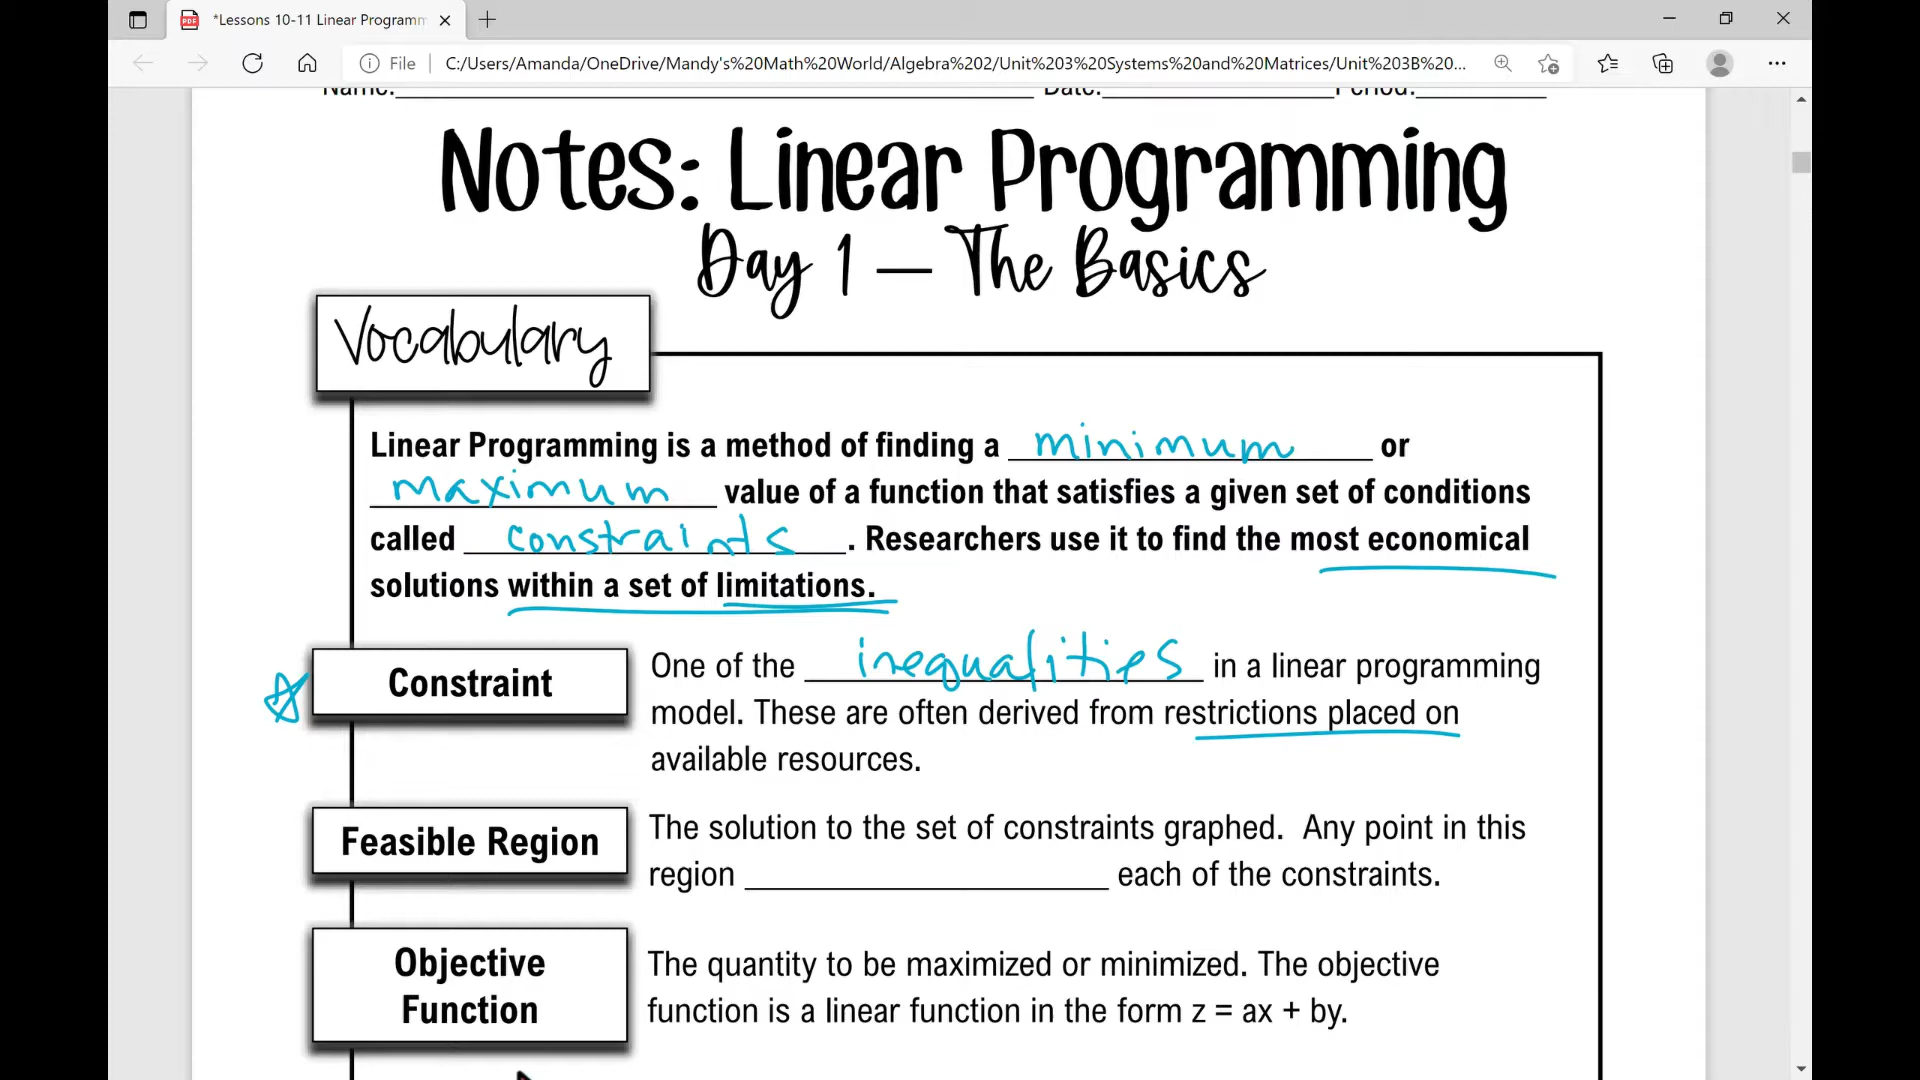 *Lessons 10-11 Linear Programm
File C:/Users/Amanda/OneDrive/Mandy's%20Math%20World/Algebra%202/Unit%203%20Systems%20and%20Matrices/Unit%203B%20...
Name: Date: Period:
Notes: Linear Programming
Day 1 — The Basics
Vocabulary
Linear Programming is a method of finding a minimum or
maximum value of a function that satisfies a given set of conditions
called constraints. Researchers use it to find the most economical
solutions within a set of limitations.
Constraint
One of the inequalities in a linear programming
model. These are often derived from restrictions placed on
available resources.
Feasible Region
The solution to the set of constraints graphed. Any point in this
region ____________________ each of the constraints.
Objective
Function
The quantity to be maximized or minimized. The objective
function is a linear function in the form z = ax + by.